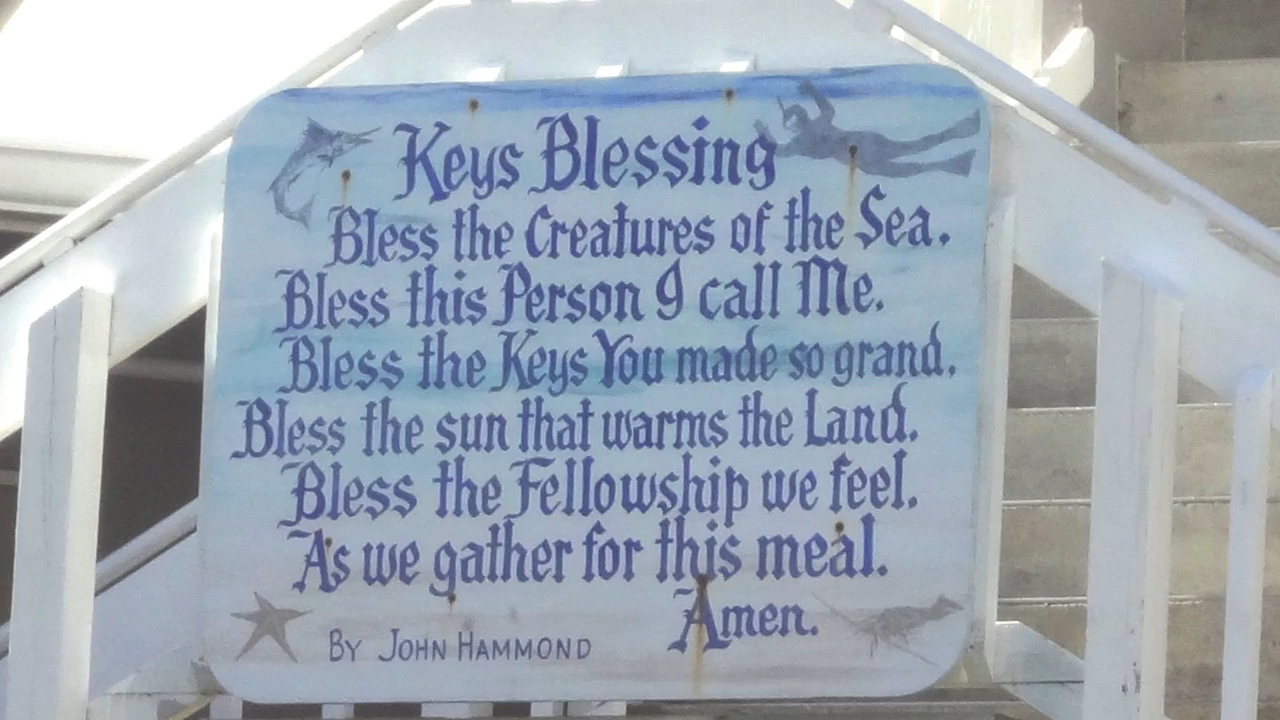 Keys Blessing
Bless the Creatures of the Sea.
Bless this Person I call Me.
Bless the Keys You made so grand.
Bless the sun that warms the Land.
Bless the Fellowship we feel.
As we gather for this meal.
Amen.
By John Hammond